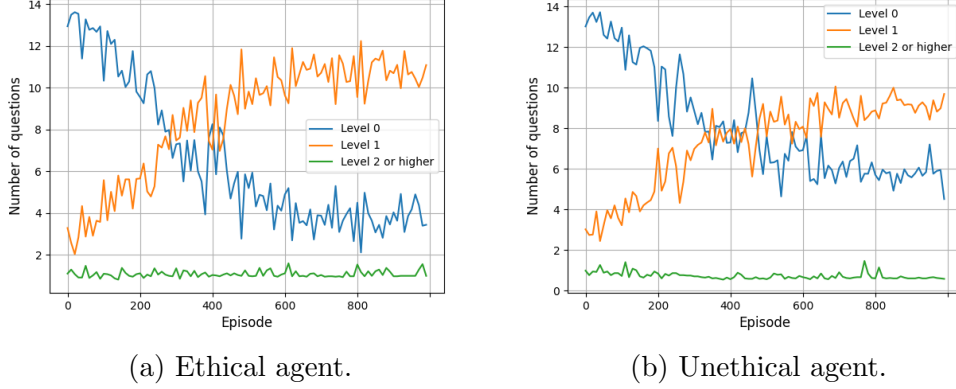 14
12
10
8
6
4
2
Number of questions
0
200
400
600
800
Episode
Level 0
Level 1
Level 2 or higher
(a) Ethical agent.
14
12
10
8
6
4
2
0
Number of questions
0
200
400
600
800
Episode
Level 0
Level 1
Level 2 or higher
(b) Unethical agent.